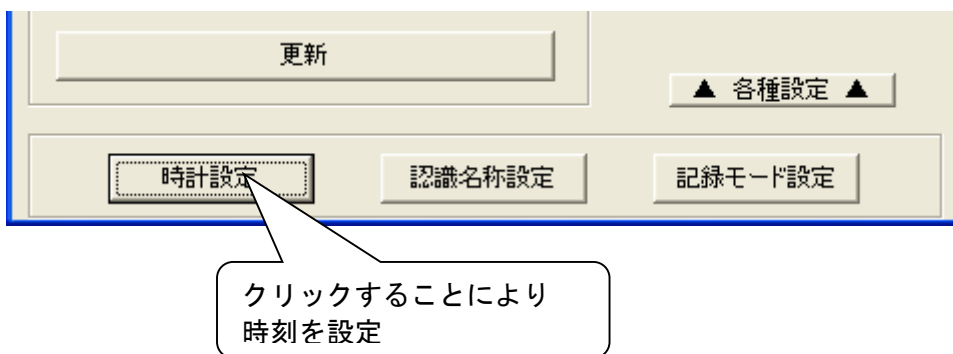 更新
▲ 各種設定 ▲
時計設定
認識名称設定
記録モード設定
クリックすることにより
時刻を設定